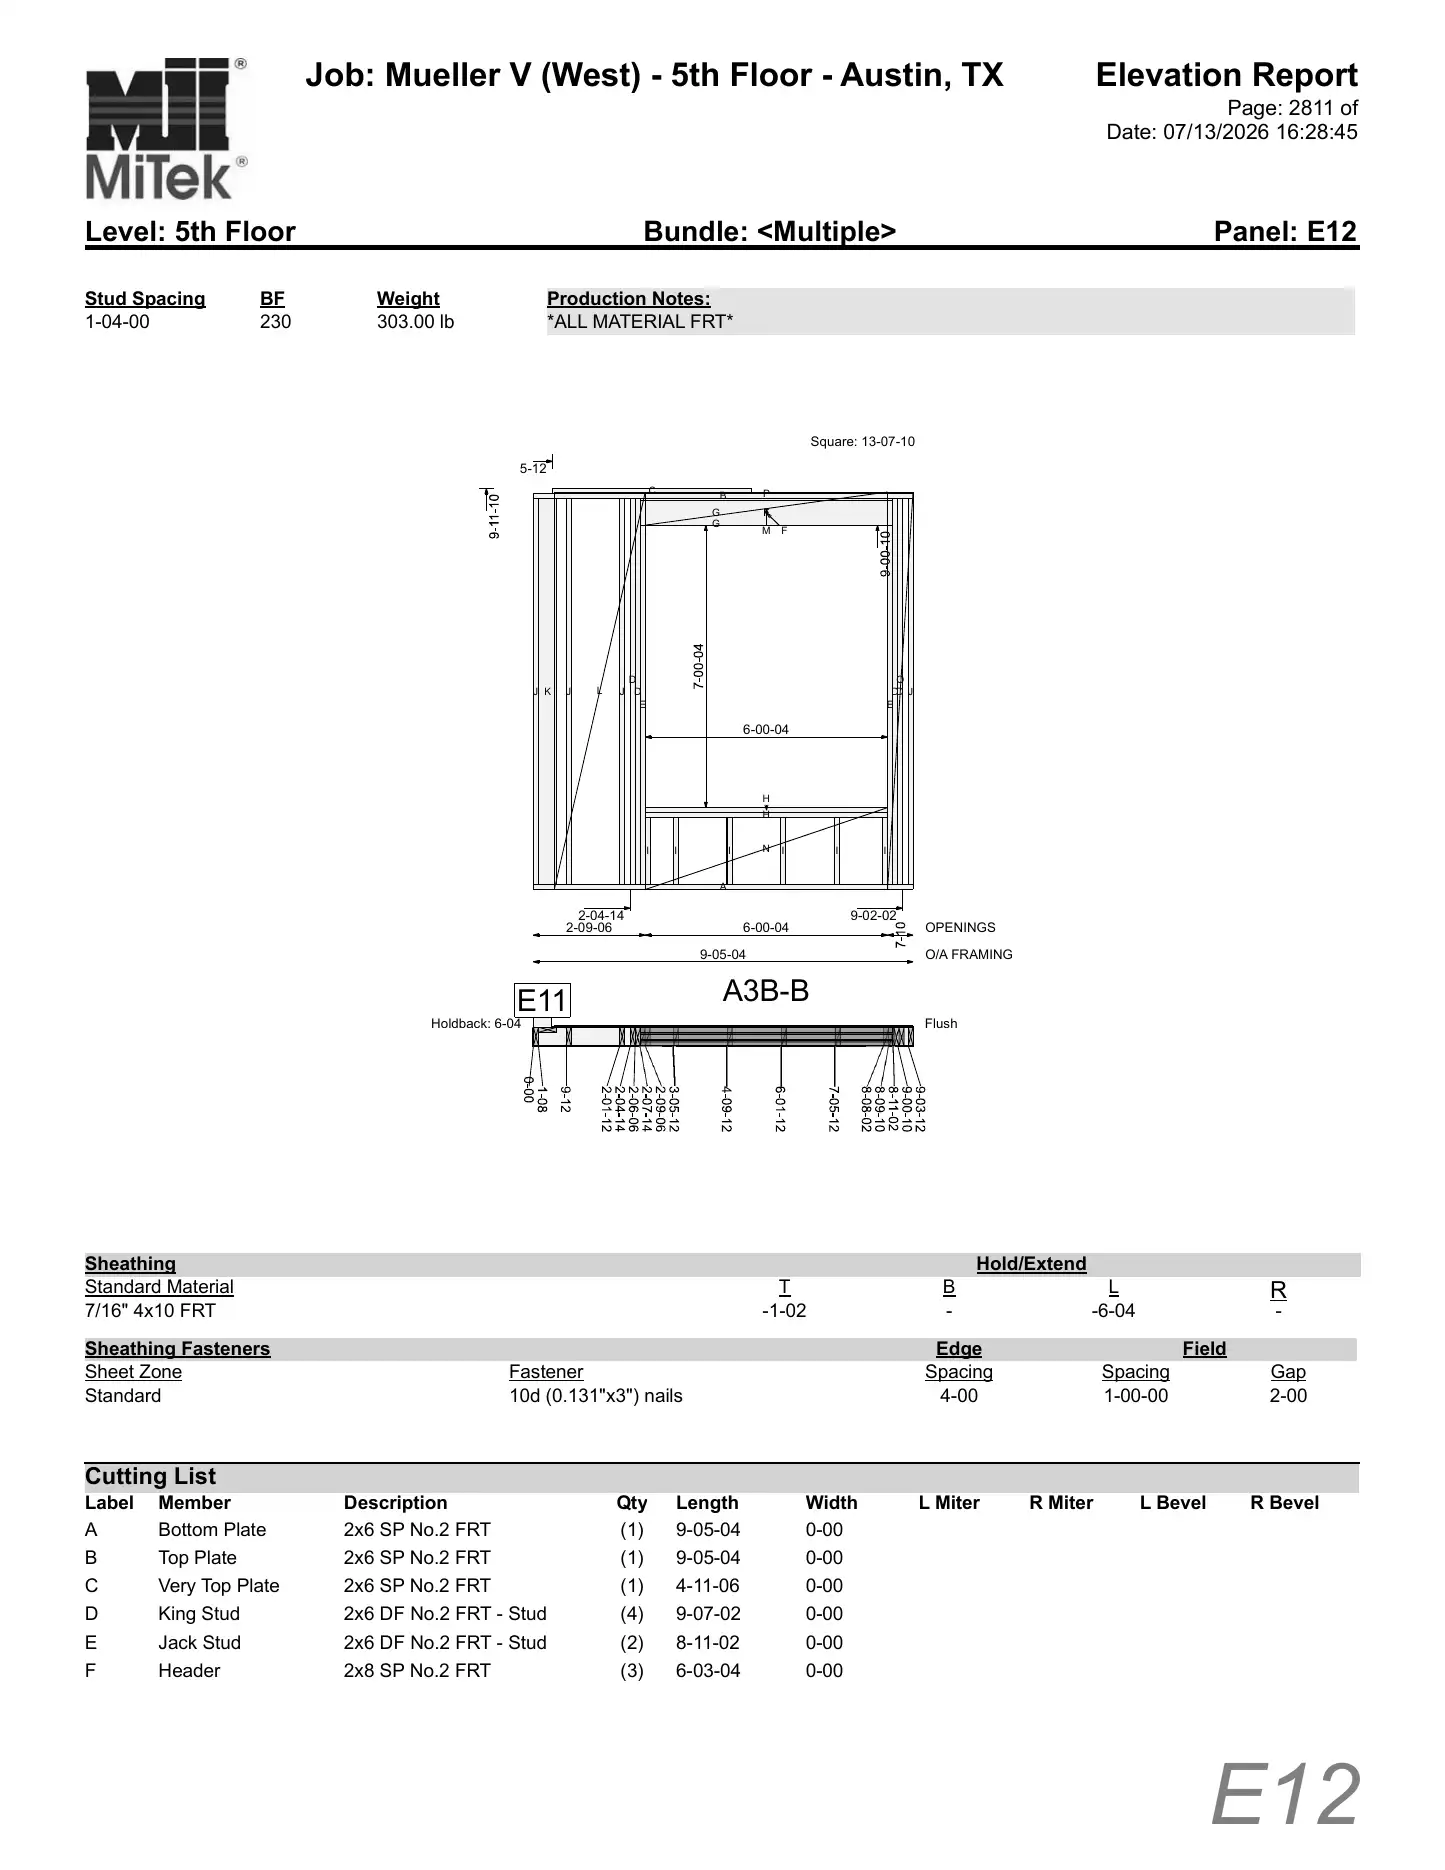 Job: Mueller V (West) - 5th Floor - Austin, TX
Elevation Report
Page: 2811 of
Date: 07/13/2026 16:28:45
MiTek®
Level: 5th Floor Bundle: <Multiple> Panel: E12
Stud Spacing BF Weight Production Notes:
1-04-00 230 303.00 lb *ALL MATERIAL FRT*
Square: 13-07-10
5-12
9-11-10
C
B P
G
G
M F
9-00-10
7-00-04
D
J K J L J D
E
6-00-04
J
E
H
H
I I I N I I I
A
2-04-14 9-02-02
2-09-06 6-00-04 7-10 OPENINGS
9-05-04 O/A FRAMING
A3B-B
E11
Holdback: 6-04 Flush
0-00
1-08
9-12
2-01-12
2-04-14
2-06-06
2-07-14
2-09-06
3-05-12
4-09-12
6-01-12
7-05-12
8-08-02
8-09-10
8-11-02
9-00-10
9-03-12
Sheathing Hold/Extend
Standard Material T B L R
7/16" 4x10 FRT -1-02 - -6-04 -
Sheathing Fasteners Edge Field
Sheet Zone Fastener Spacing Spacing Gap
Standard 10d (0.131"x3") nails 4-00 1-00-00 2-00
Cutting List
Label Member Description Qty Length Width L Miter R Miter L Bevel R Bevel
A Bottom Plate 2x6 SP No.2 FRT (1) 9-05-04 0-00
B Top Plate 2x6 SP No.2 FRT (1) 9-05-04 0-00
C Very Top Plate 2x6 SP No.2 FRT (1) 4-11-06 0-00
D King Stud 2x6 DF No.2 FRT - Stud (4) 9-07-02 0-00
E Jack Stud 2x6 DF No.2 FRT - Stud (2) 8-11-02 0-00
F Header 2x8 SP No.2 FRT (3) 6-03-04 0-00
E12